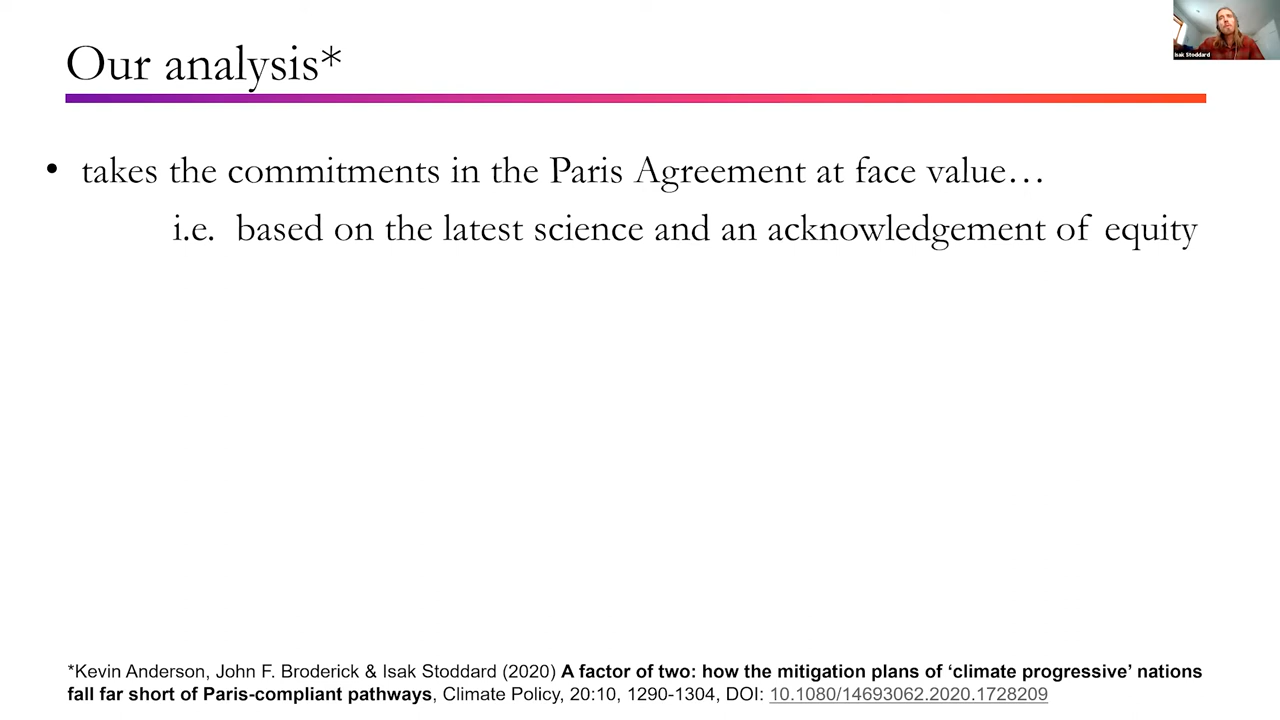 Isak Stoddard
Our analysis*
• takes the commitments in the Paris Agreement at face value…
i.e. based on the latest science and an acknowledgement of equity
*Kevin Anderson, John F. Broderick & Isak Stoddard (2020) A factor of two: how the mitigation plans of ‘climate progressive’ nations
fall far short of Paris-compliant pathways, Climate Policy, 20:10, 1290-1304, DOI: 10.1080/14693062.2020.1728209